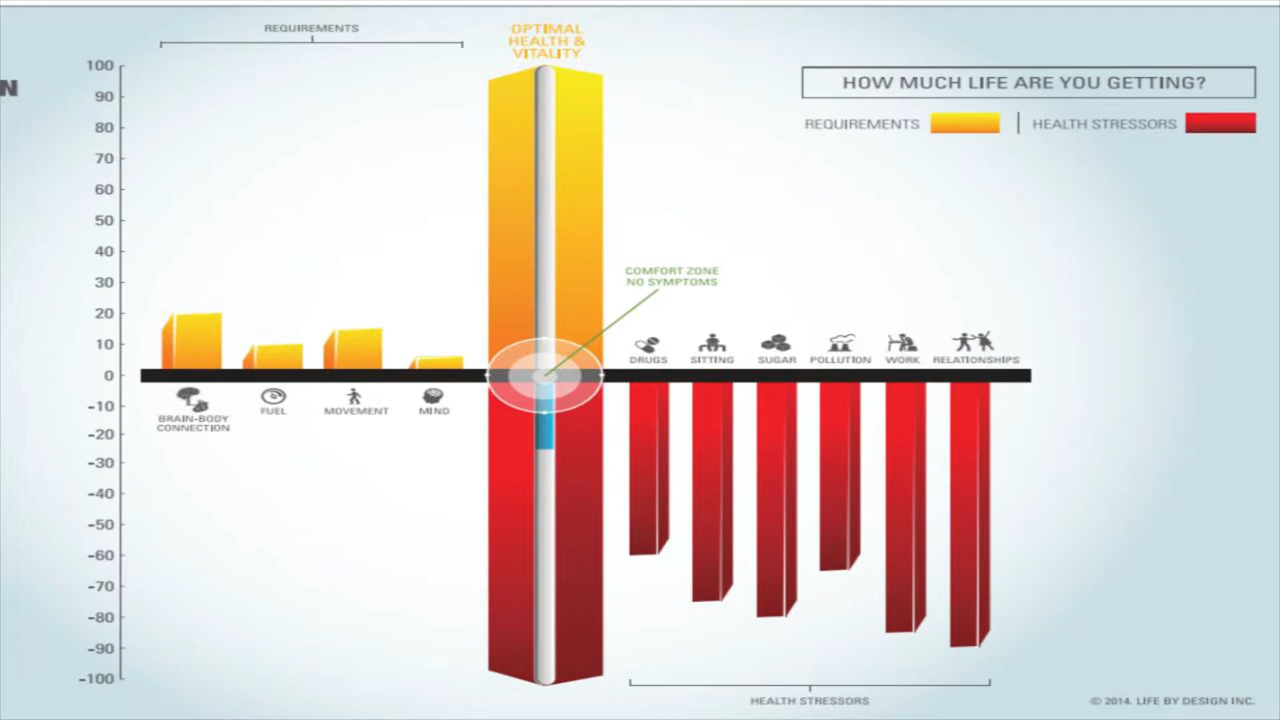 REQUIREMENTS
OPTIMAL
HEALTH &
VITALITY
N
HOW MUCH LIFE ARE YOU GETTING?
REQUIREMENTS | HEALTH STRESSORS
100
90
80
70
60
50
40
30
20
10
0
-10
-20
-30
-40
-50
-60
-70
-80
-90
-100
COMFORT ZONE
NO SYMPTOMS
DRUGS SITTING SUGAR POLLUTION WORK RELATIONSHIPS
BRAIN-BODY
CONNECTION
FUEL MOVEMENT MIND
HEALTH STRESSORS
© 2014. LIFE BY DESIGN INC.